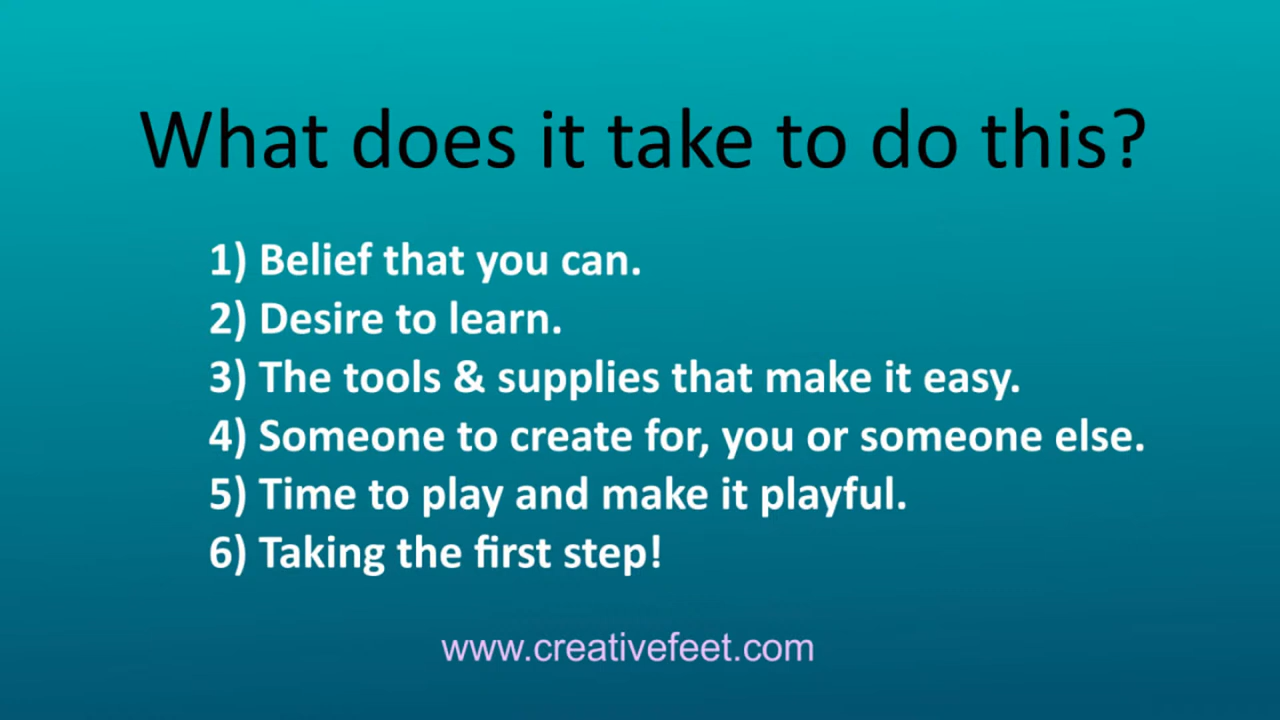 What does it take to do this?
1) Belief that you can.
2) Desire to learn.
3) The tools & supplies that make it easy.
4) Someone to create for, you or someone else.
5) Time to play and make it playful.
6) Taking the first step!
www.creativefeet.com